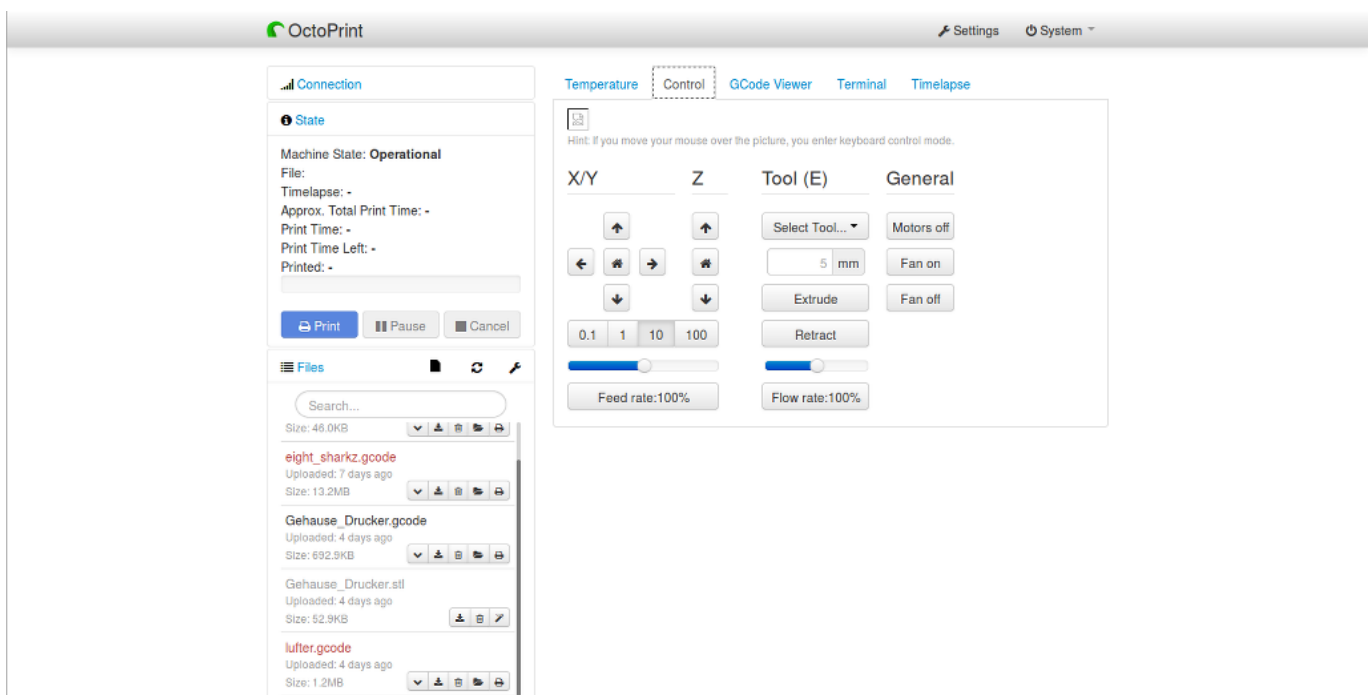 OctoPrint
Settings
System
Connection
State
Machine State: Operational
File:
Timelapse: -
Approx. Total Print Time: -
Print Time: -
Print Time Left: -
Printed: -
Print
Pause
Cancel
Files
Search...
Size: 46.0KB
eight_sharkz.gcode
Uploaded: 7 days ago
Size: 13.2MB
Gehause_Drucker.gcode
Uploaded: 4 days ago
Size: 692.9KB
Gehause_Drucker.stl
Uploaded: 4 days ago
Size: 52.9KB
lufter.gcode
Uploaded: 4 days ago
Size: 1.2MB
Temperature
Control
GCode Viewer
Terminal
Timelapse
Hint: If you move your mouse over the picture, you enter keyboard control mode.
X/Y
Z
Tool (E)
General
Select Tool...
Motors off
5 mm
Fan on
Extrude
Fan off
0.1 1 10 100
Retract
Feed rate:100%
Flow rate:100%